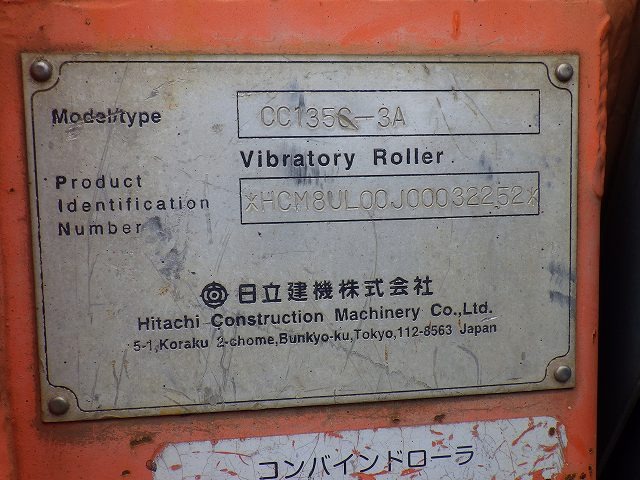 Model/type CC135C-3A
Vibratory Roller
Product
Identification *HCM8UL00J00032252*
Number
日立建機株式会社
Hitachi Construction Machinery Co.,Ltd.
5-1,Koraku 2-chome,Bunkyo-ku,Tokyo,112-8563 Japan
コンバインドローラ